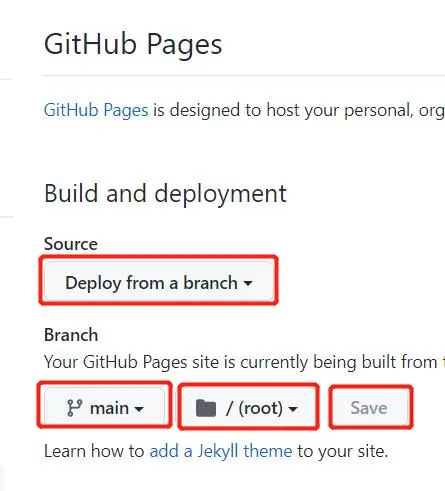 GitHub Pages
GitHub Pages is designed to host your personal, org
Build and deployment
Source
Deploy from a branch
Branch
Your GitHub Pages site is currently being built from
main / (root) Save
Learn how to add a Jekyll theme to your site.